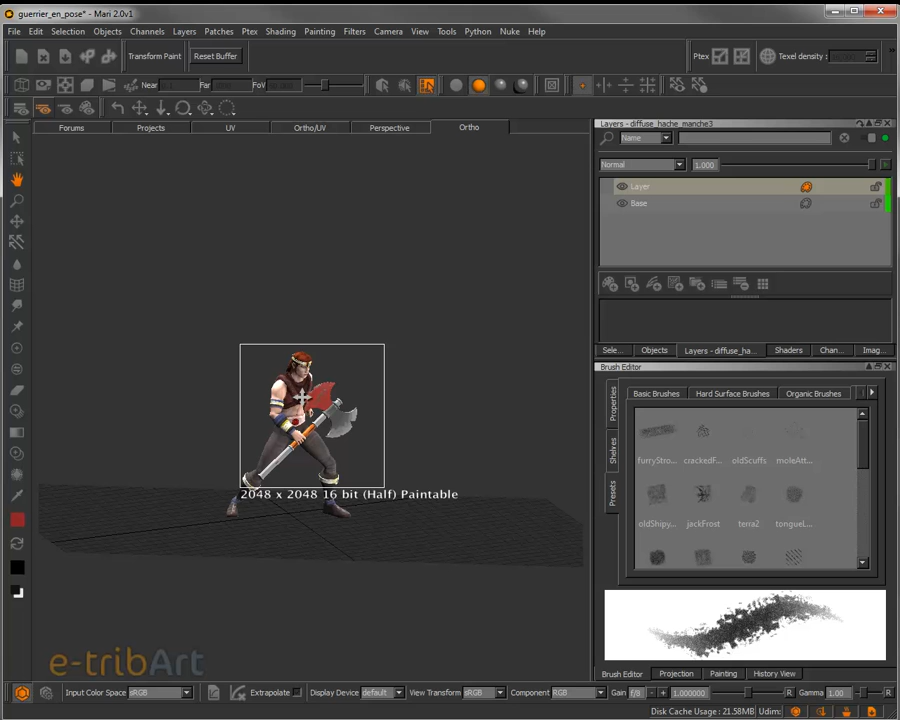 guerrier_en_pose* - Mari 2.0v1
File Edit Selection Objects Channels Layers Patches Ptex Shading Painting Filters Camera View Tools Python Nuke Help
Transform Paint Reset Buffer Ptex Texel density:
Near Far FoV
Forums Projects UV Ortho/UV Perspective Ortho
Layers - diffuse_hache_manche3
Name
Normal 1.000
Layer
Base
Sele... Objects Layers - diffuse_ha... Shaders Chan... Imag...
Brush Editor
Properties
Shelves
Presets
Basic Brushes Hard Surface Brushes Organic Brushes
furryStro... crackedF... oldScuffs moleAtt...
oldShipy... jackFrost terra2 tongueL...
2048 x 2048 16 bit (Half) Paintable
e-tribArt
Brush Editor Projection Painting History View
Input Color Space sRGB Extrapolate Display Device default View Transform sRGB Component RGB Gain f/8 - + 1.000000 R Gamma 1.00 R
Disk Cache Usage: 21.58MB Udim: